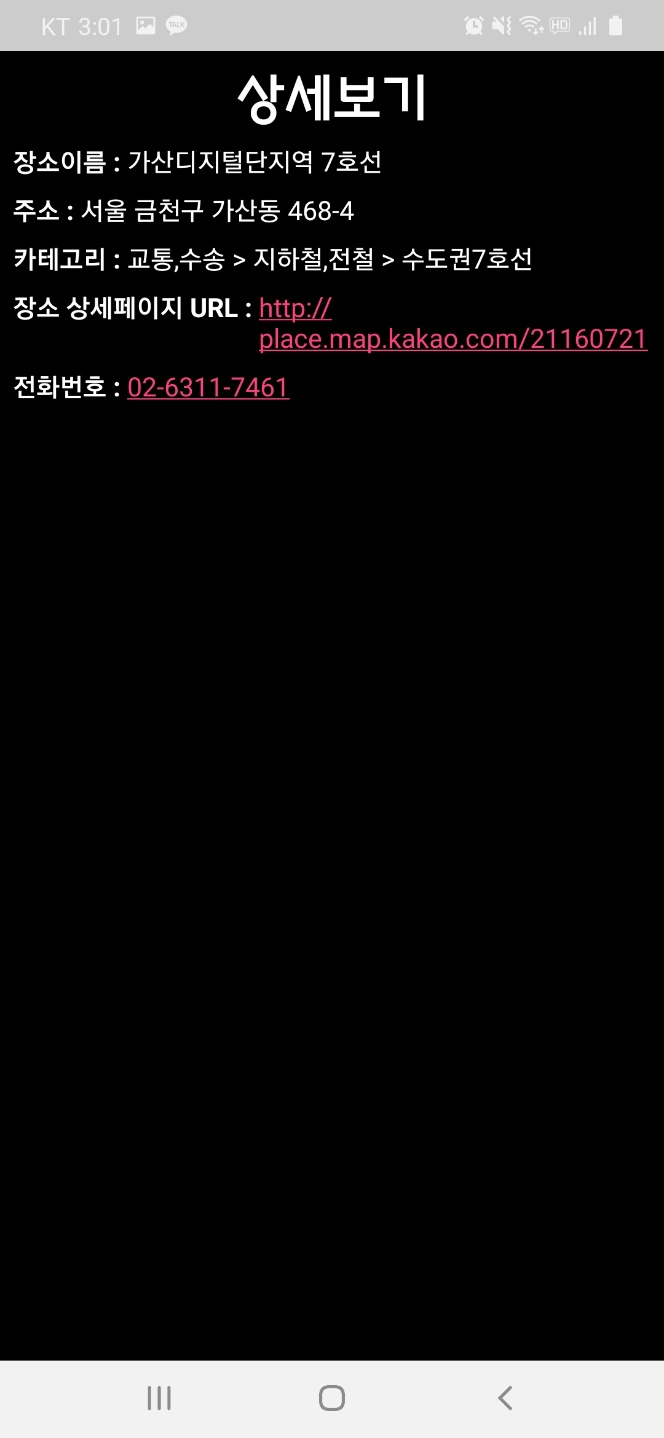 KT 3:01 TALK HD
상세보기
장소이름 : 가산디지털단지역 7호선
주소 : 서울 금천구 가산동 468-4
카테고리 : 교통,수송 > 지하철,전철 > 수도권7호선
장소 상세페이지 URL : http://
place.map.kakao.com/21160721
전화번호 : 02-6311-7461